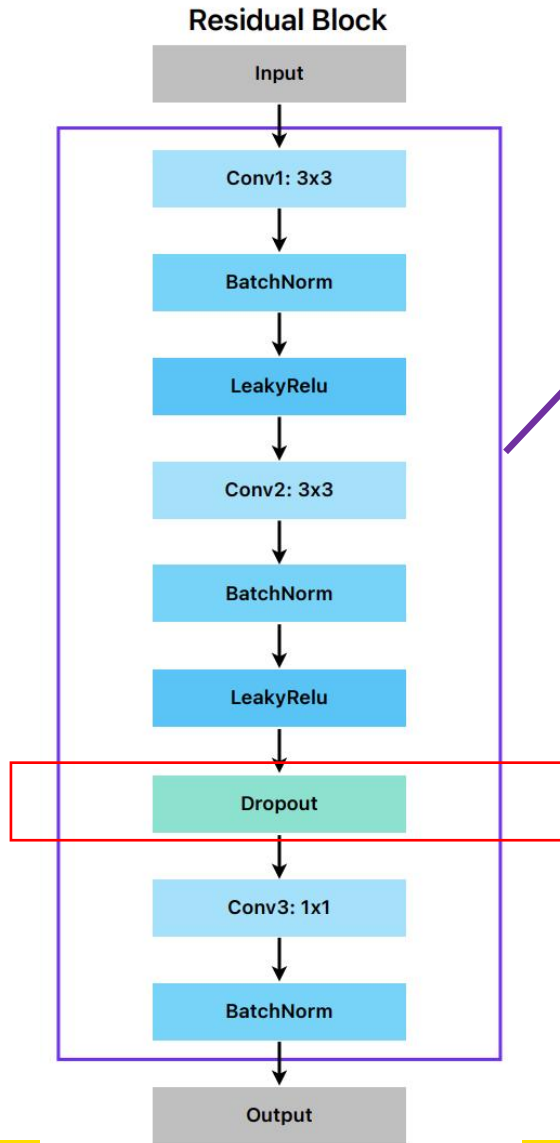 Residual Block
Input
Conv1: 3x3
BatchNorm
LeakyRelu
Conv2: 3x3
BatchNorm
LeakyRelu
Dropout
Conv3: 1x1
BatchNorm
Output